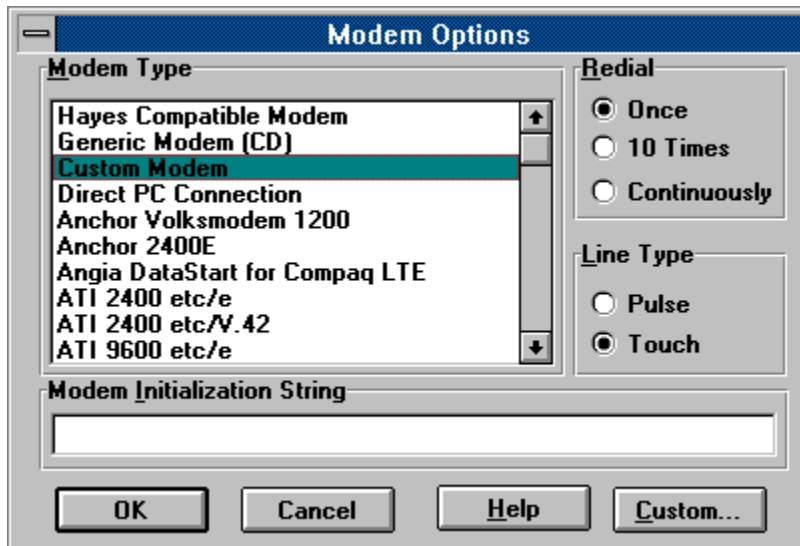 Modem Options
Modem Type
Hayes Compatible Modem
Generic Modem (CD)
Custom Modem
Direct PC Connection
Anchor Volksmodem 1200
Anchor 2400E
Angia DataStart for Compaq LTE
ATI 2400 etc/e
ATI 2400 etc/V.42
ATI 9600 etc/e
Redial
Once
10 Times
Continuously
Line Type
Pulse
Touch
Modem Initialization String
OK Cancel Help Custom...